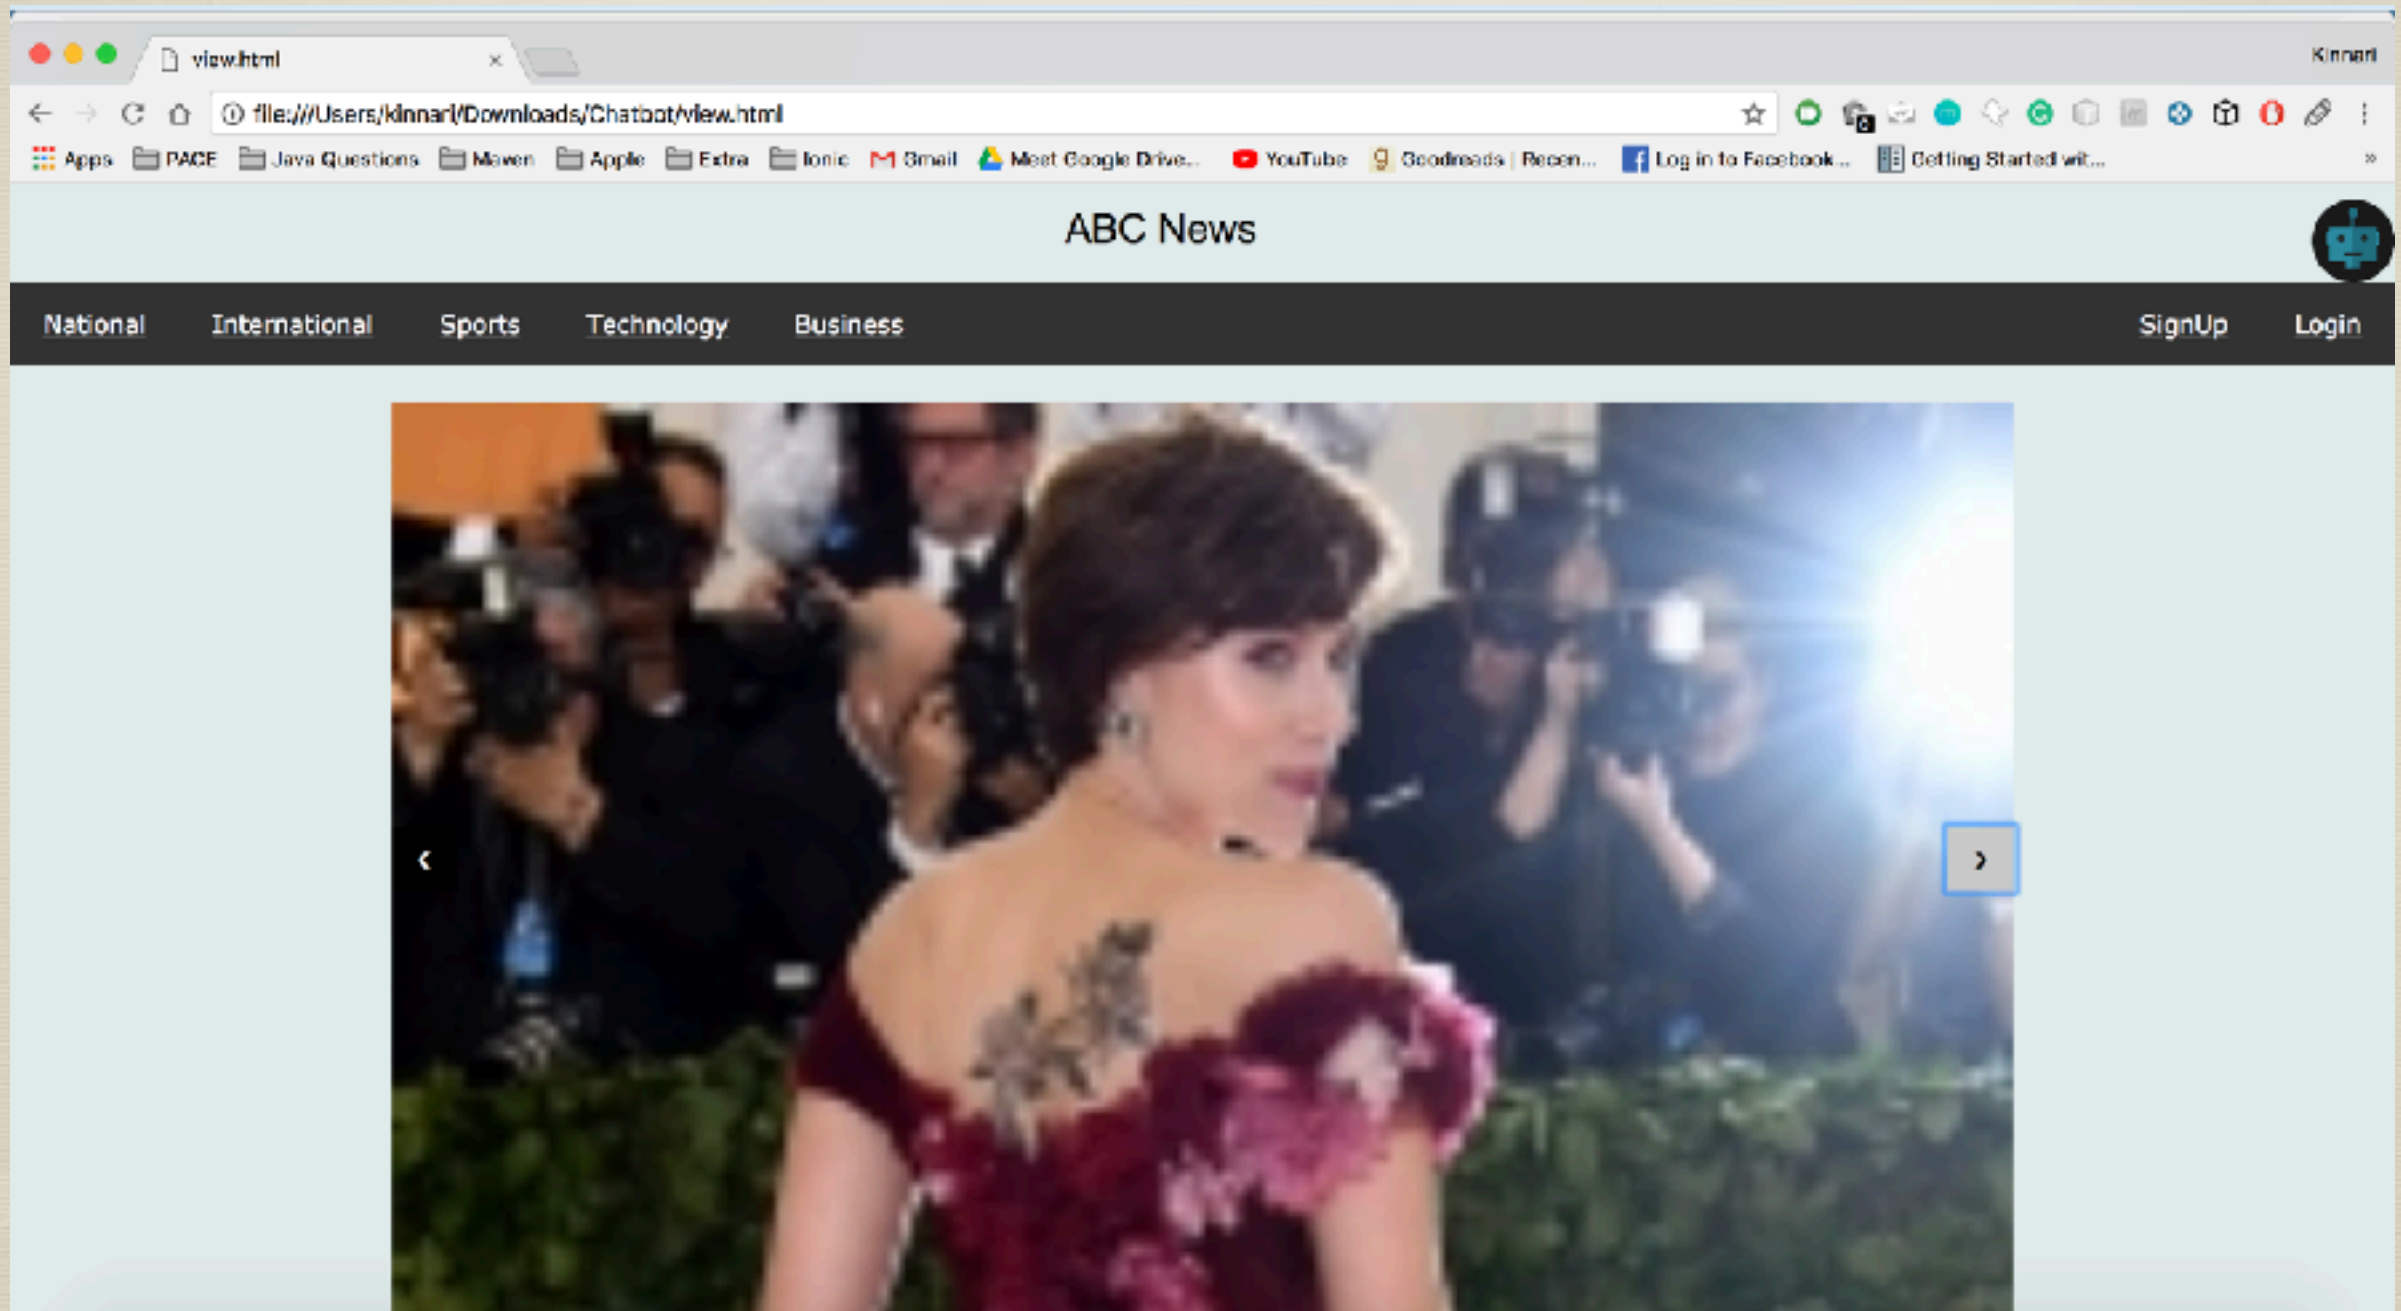 view.html
Kinnari
file:///Users/kinnari/Downloads/Chatbot/view.html
Apps PACE Java Questions Maven Apple Extra Ionic Gmail Meet Google Drive... YouTube Goodreads | Recen... Log in to Facebook... Getting Started wit... »
ABC News
National International Sports Technology Business SignUp Login
‹ ›